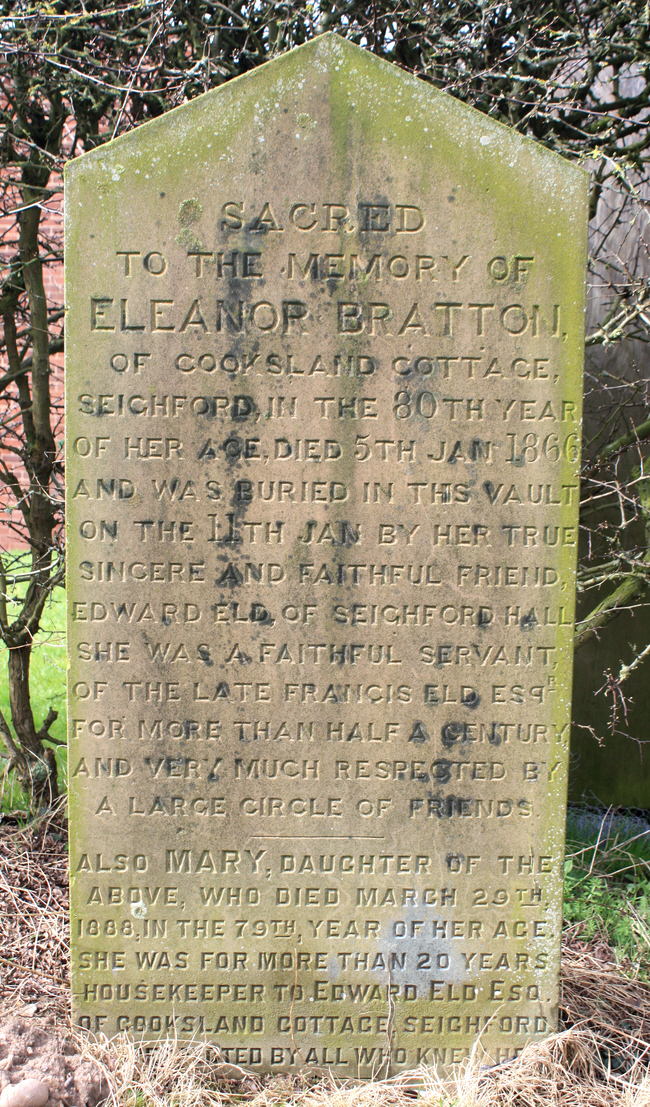 SACRED
TO THE MEMORY OF
ELEANOR BRATTON,
OF COOKSLAND COTTAGE,
SEIGHFORD, IN THE 80TH YEAR
OF HER AGE, DIED 5TH JAN 1866
AND WAS BURIED IN THIS VAULT
ON THE 11TH JAN BY HER TRUE
SINCERE AND FAITHFUL FRIEND,
EDWARD ELD, OF SEIGHFORD HALL
SHE WAS A FAITHFUL SERVANT,
OF THE LATE FRANCIS ELD ESQR
FOR MORE THAN HALF A CENTURY
AND VERY MUCH RESPECTED BY
A LARGE CIRCLE OF FRIENDS.
ALSO MARY, DAUGHTER OF THE
ABOVE, WHO DIED MARCH 29TH,
1888, IN THE 79TH, YEAR OF HER AGE.
SHE WAS FOR MORE THAN 20 YEARS
HOUSEKEEPER TO EDWARD ELD ESQ.
OF COOKSLAND COTTAGE, SEIGHFORD.
BY ALL WHO